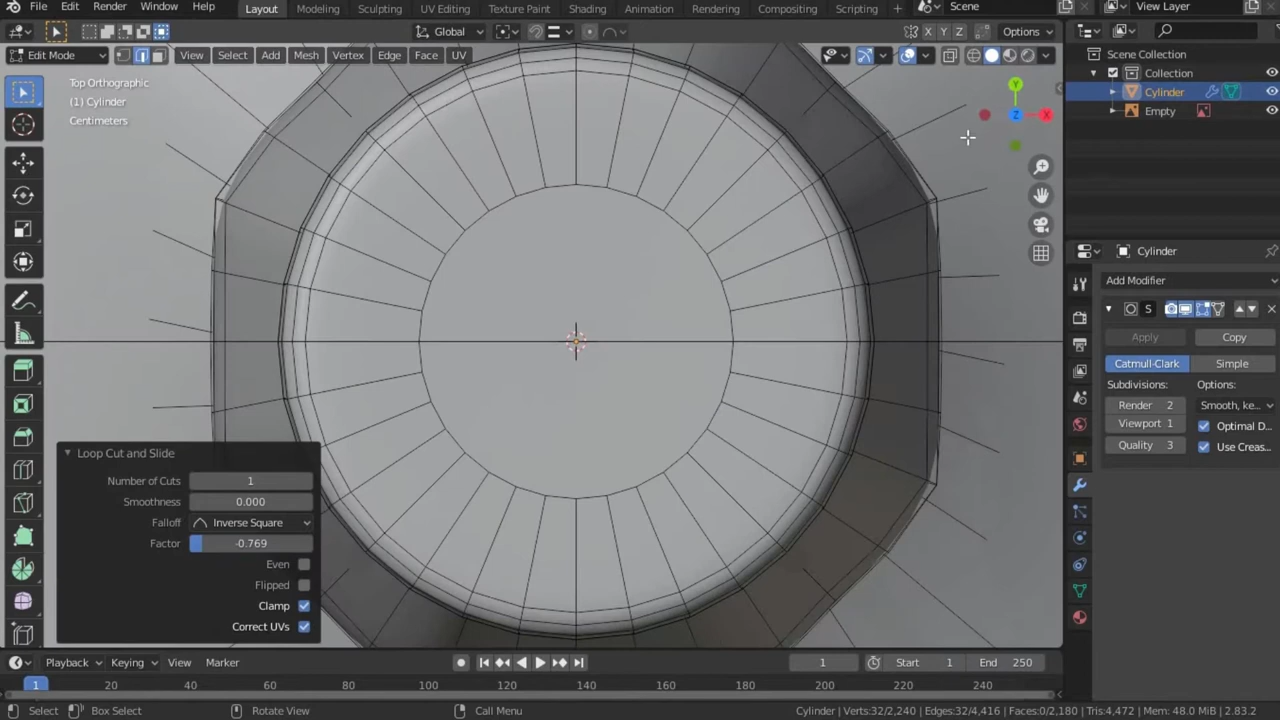 File Edit Render Window Help Layout Modeling Sculpting UV Editing Texture Paint Shading Animation Rendering Compositing Scripting + Scene View Layer
Global X Y Z Options
Edit Mode View Select Add Mesh Vertex Edge Face UV
Scene Collection
Collection
Cylinder
Empty
Top Orthographic
(1) Cylinder
Centimeters
Y
X
Z
Cylinder
Add Modifier
S
Apply Copy
Catmull-Clark Simple
Subdivisions: Options:
Render 2 Smooth, ke...
Viewport 1 Optimal D...
Quality 3 Use Creas...
Loop Cut and Slide
Number of Cuts 1
Smoothness 0.000
Falloff Inverse Square
Factor -0.769
Even
Flipped
Clamp
Correct UVs
Playback Keying View Marker 1 Start 1 End 250
1 20 40 60 80 100 120 140 160 180 200 220 240
Select Box Select Rotate View Call Menu Cylinder | Verts:32/2,240 | Edges:32/4,416 | Faces:0/2,180 | Tris:4,472 | Mem: 48.0 MiB | 2.83.2